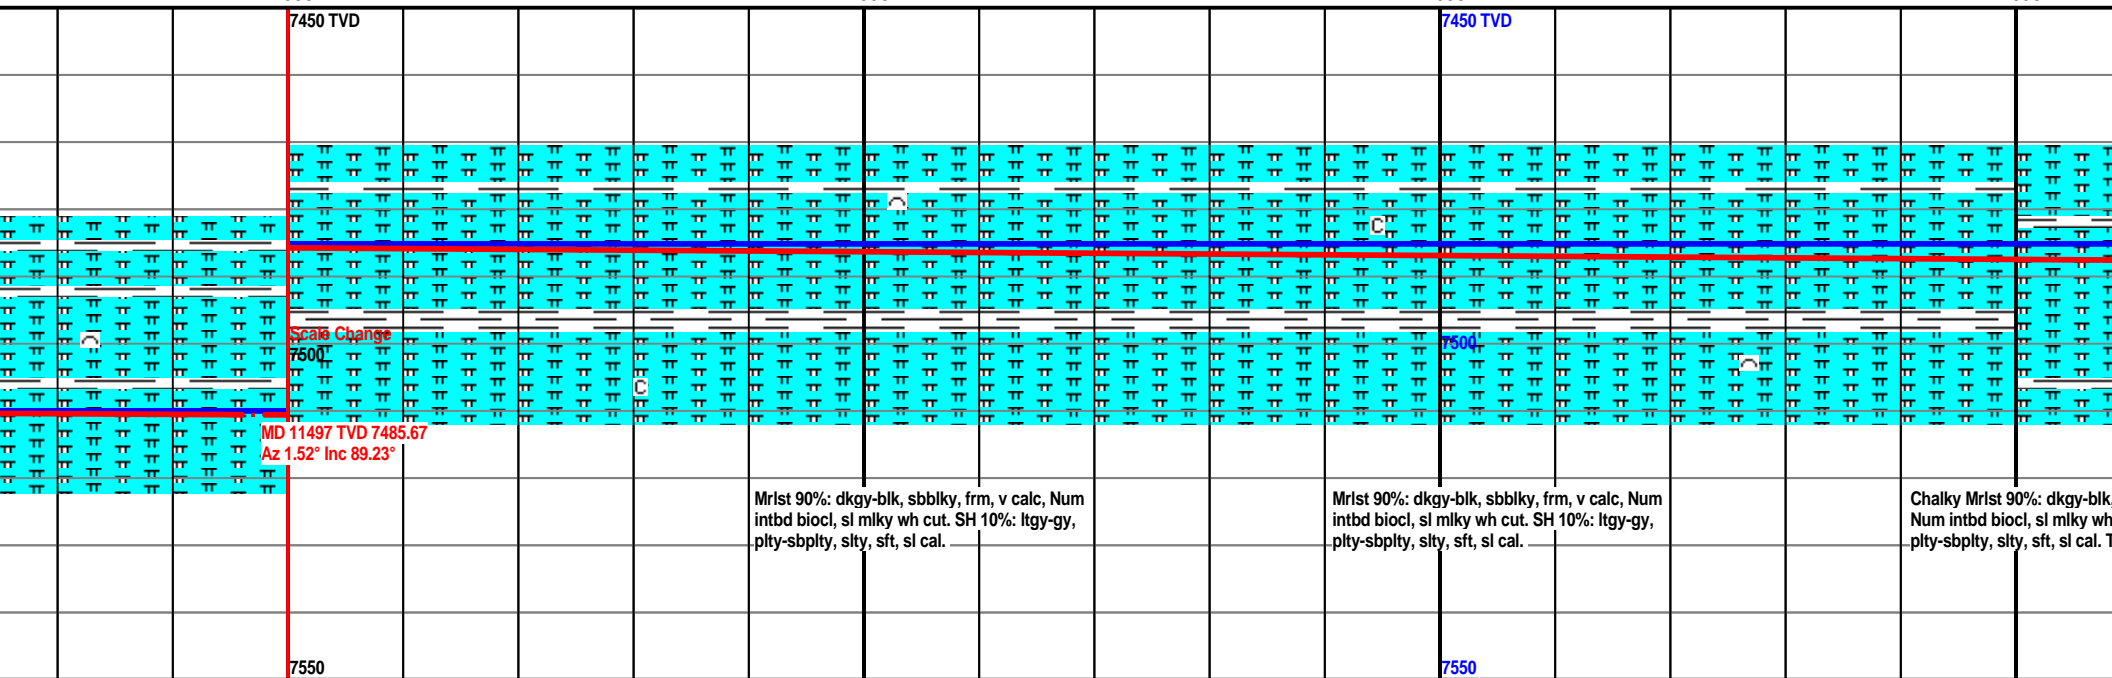 7450 TVD
7450 TVD
Scale Change
7500
7500
C
C
MD 11497 TVD 7485.67
Az 1.52° Inc 89.23°
Mrlst 90%: dkgy-blk, sbblky, frm, v calc, Num
intbd biocl, sl mlky wh cut. SH 10%: ltgy-gy,
plty-sbplty, slty, sft, sl cal.
Mrlst 90%: dkgy-blk, sbblky, frm, v calc, Num
intbd biocl, sl mlky wh cut. SH 10%: ltgy-gy,
plty-sbplty, slty, sft, sl cal.
Chalky Mrlst 90%: dkgy-blk,
Num intbd biocl, sl mlky wh
plty-sbplty, slty, sft, sl cal. T
7550
7550